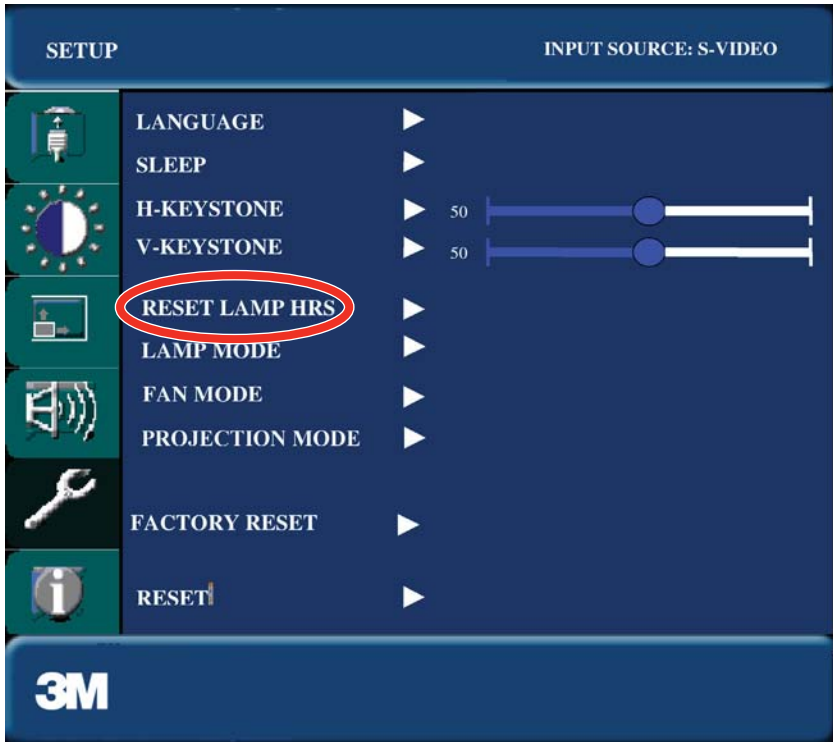 SETUP
INPUT SOURCE: S-VIDEO
LANGUAGE
SLEEP
H-KEYSTONE 50
V-KEYSTONE 50
RESET LAMP HRS
LAMP MODE
FAN MODE
PROJECTION MODE
FACTORY RESET
RESET
3M